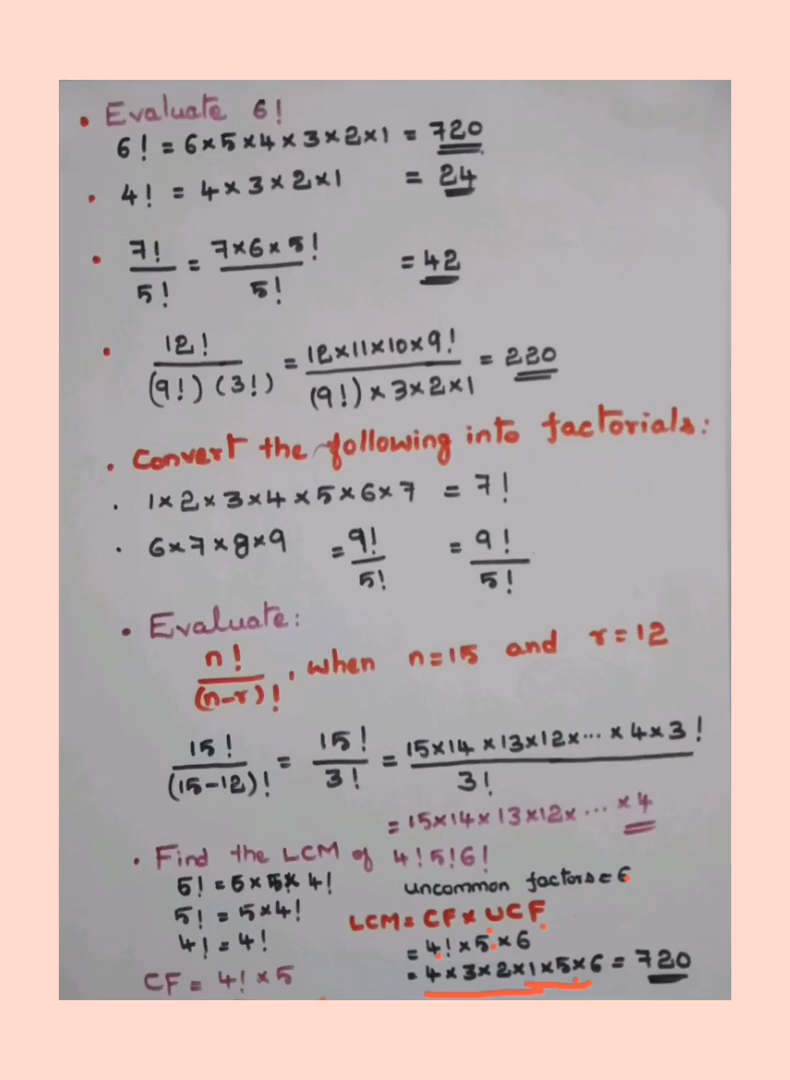 • Evaluate 6!
6! = 6×5×4×3×2×1 = 720
• 4! = 4×3×2×1 = 24
• 7!/5! = 7×6×5!/5! = 42
• 12!/(9!)(3!) = 12×11×10×9!/(9!)×3×2×1 = 220
• Convert the following into factorials:
• 1×2×3×4×5×6×7 = 7!
• 6×7×8×9 = 9!/5! = 9!/5!
• Evaluate:
n!/(n-r)!, when n=15 and r=12
15!/(15-12)! = 15!/3! = 15×14×13×12×...×4×3!/3!
= 15×14×13×12×...×4
• Find the LCM of 4!5!6!
6! = 6×5×4!
5! = 5×4!
4! = 4!
CF = 4!×5
uncommon factors = 6
LCM = CF × UCF
= 4!×5×6
= 4×3×2×1×5×6 = 720